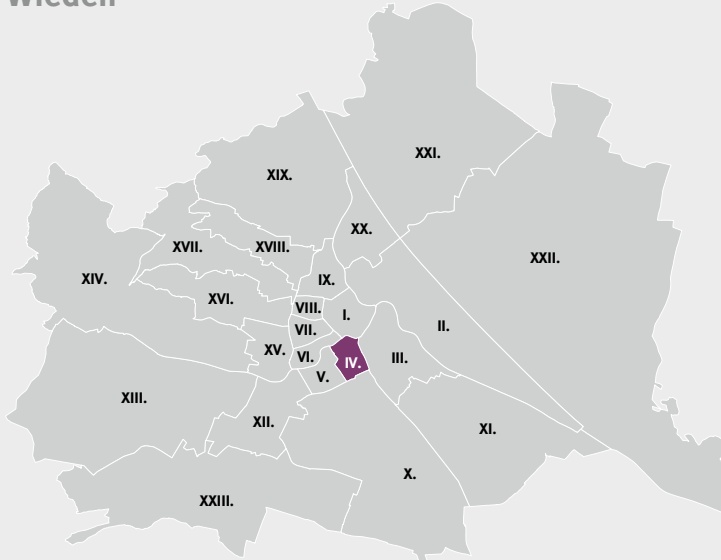 Wieden
XXI.
XIX.
XX.
XVII.
XVIII.
XXII.
XIV.
IX.
XVI.
VIII.
I.
II.
VII.
XV.
VI.
IV.
III.
V.
XIII.
XII.
XI.
X.
XXIII.